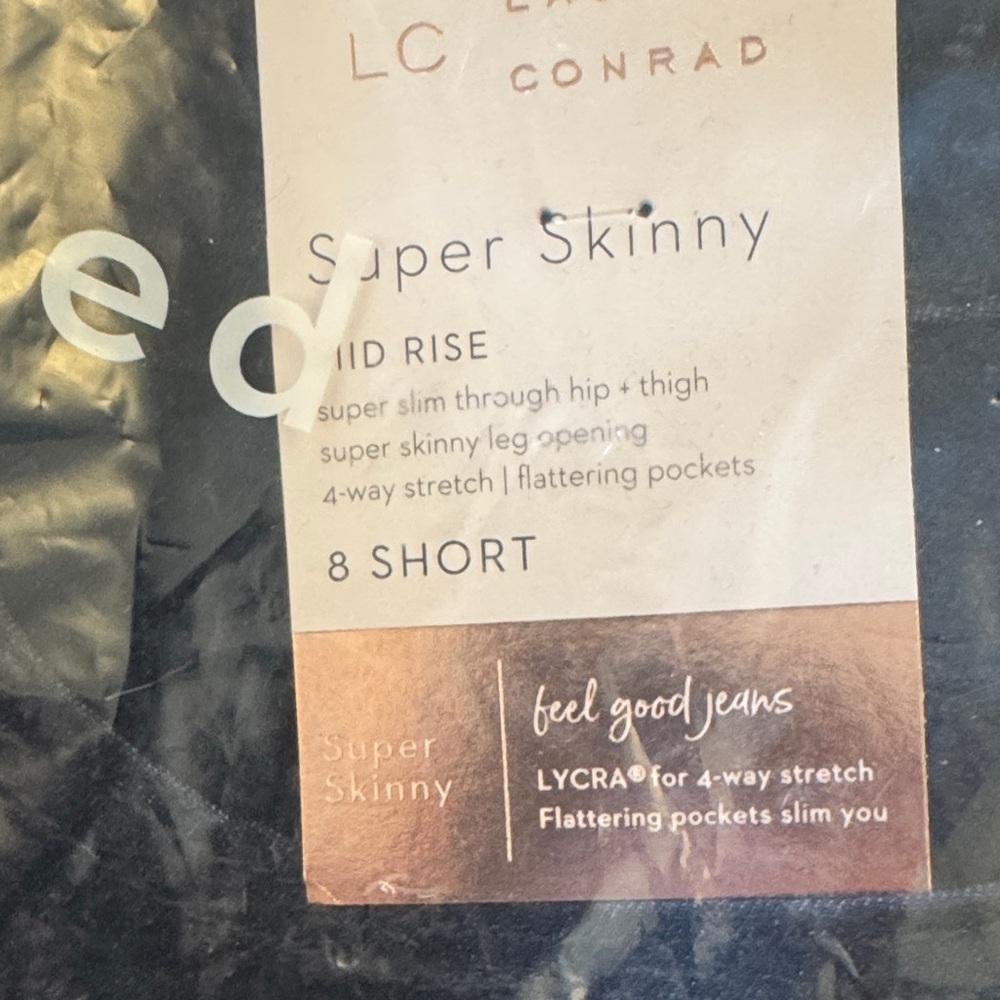 LC
CONRAD
Super Skinny
MID RISE
super slim through hip + thigh
super skinny leg opening
4-way stretch | flattering pockets
8 SHORT
Super
Skinny
feel good jeans
LYCRA® for 4-way stretch
Flattering pockets slim you
ed